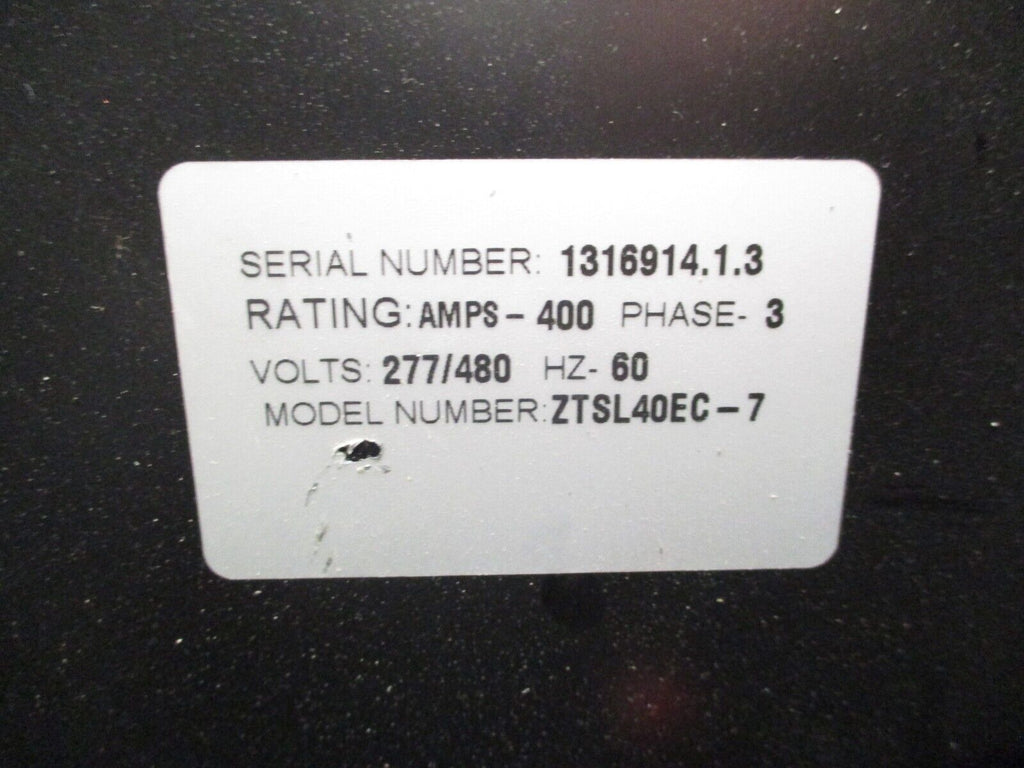 SERIAL NUMBER: 1316914.1.3
RATING: AMPS - 400 PHASE- 3
VOLTS: 277/480 HZ- 60
MODEL NUMBER: ZTSL40EC - 7